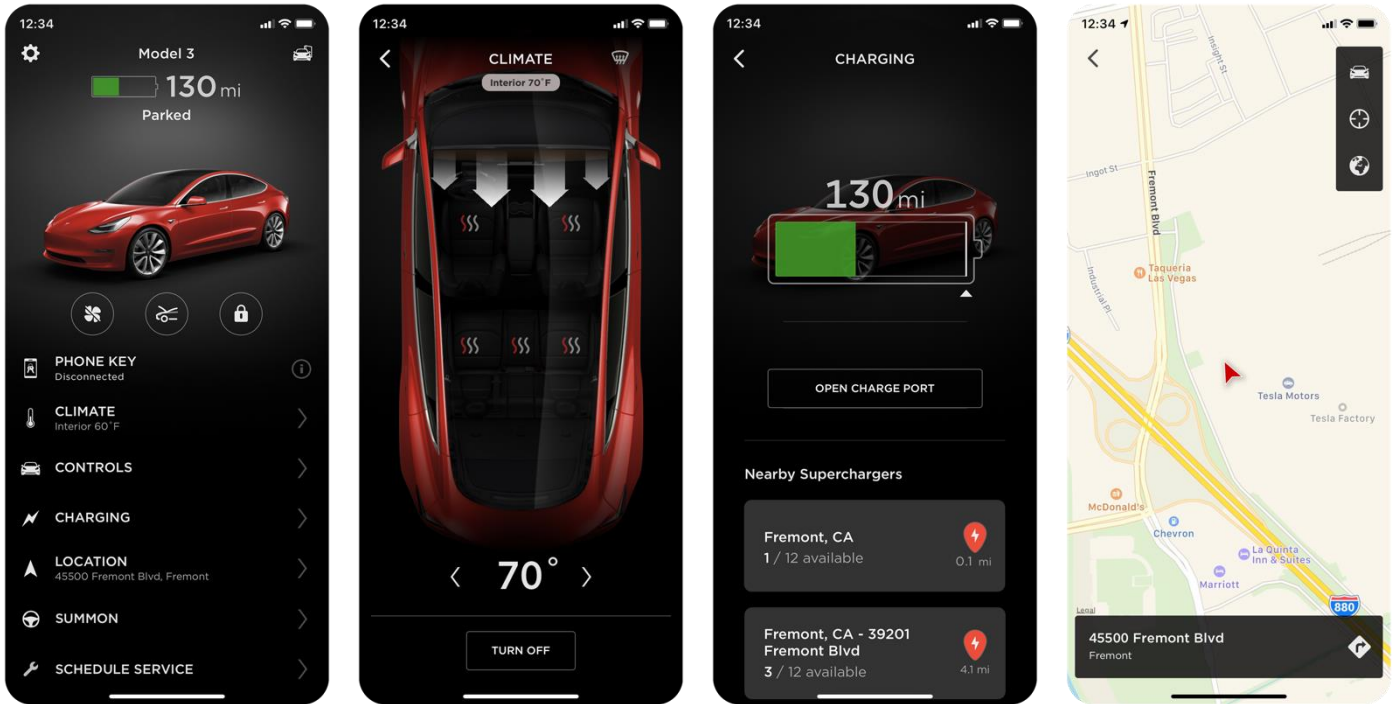 12:34
Model 3
130 mi
Parked
PHONE KEY
Disconnected
CLIMATE
Interior 60°F
CONTROLS
CHARGING
LOCATION
45500 Fremont Blvd, Fremont
SUMMON
SCHEDULE SERVICE
12:34
CLIMATE
Interior 70°F
70°
TURN OFF
12:34
CHARGING
130 mi
OPEN CHARGE PORT
Nearby Superchargers
Fremont, CA
1 / 12 available
0.1 mi
Fremont, CA - 39201
Fremont Blvd
3 / 12 available
4.1 mi
12:34
Insight St
Ingot St
Fremont Blvd
Industrial Pl
Taqueria
Las Vegas
Tesla Motors
Tesla Factory
McDonald's
Chevron
La Quinta
Inn & Suites
Marriott
880
Legal
45500 Fremont Blvd
Fremont